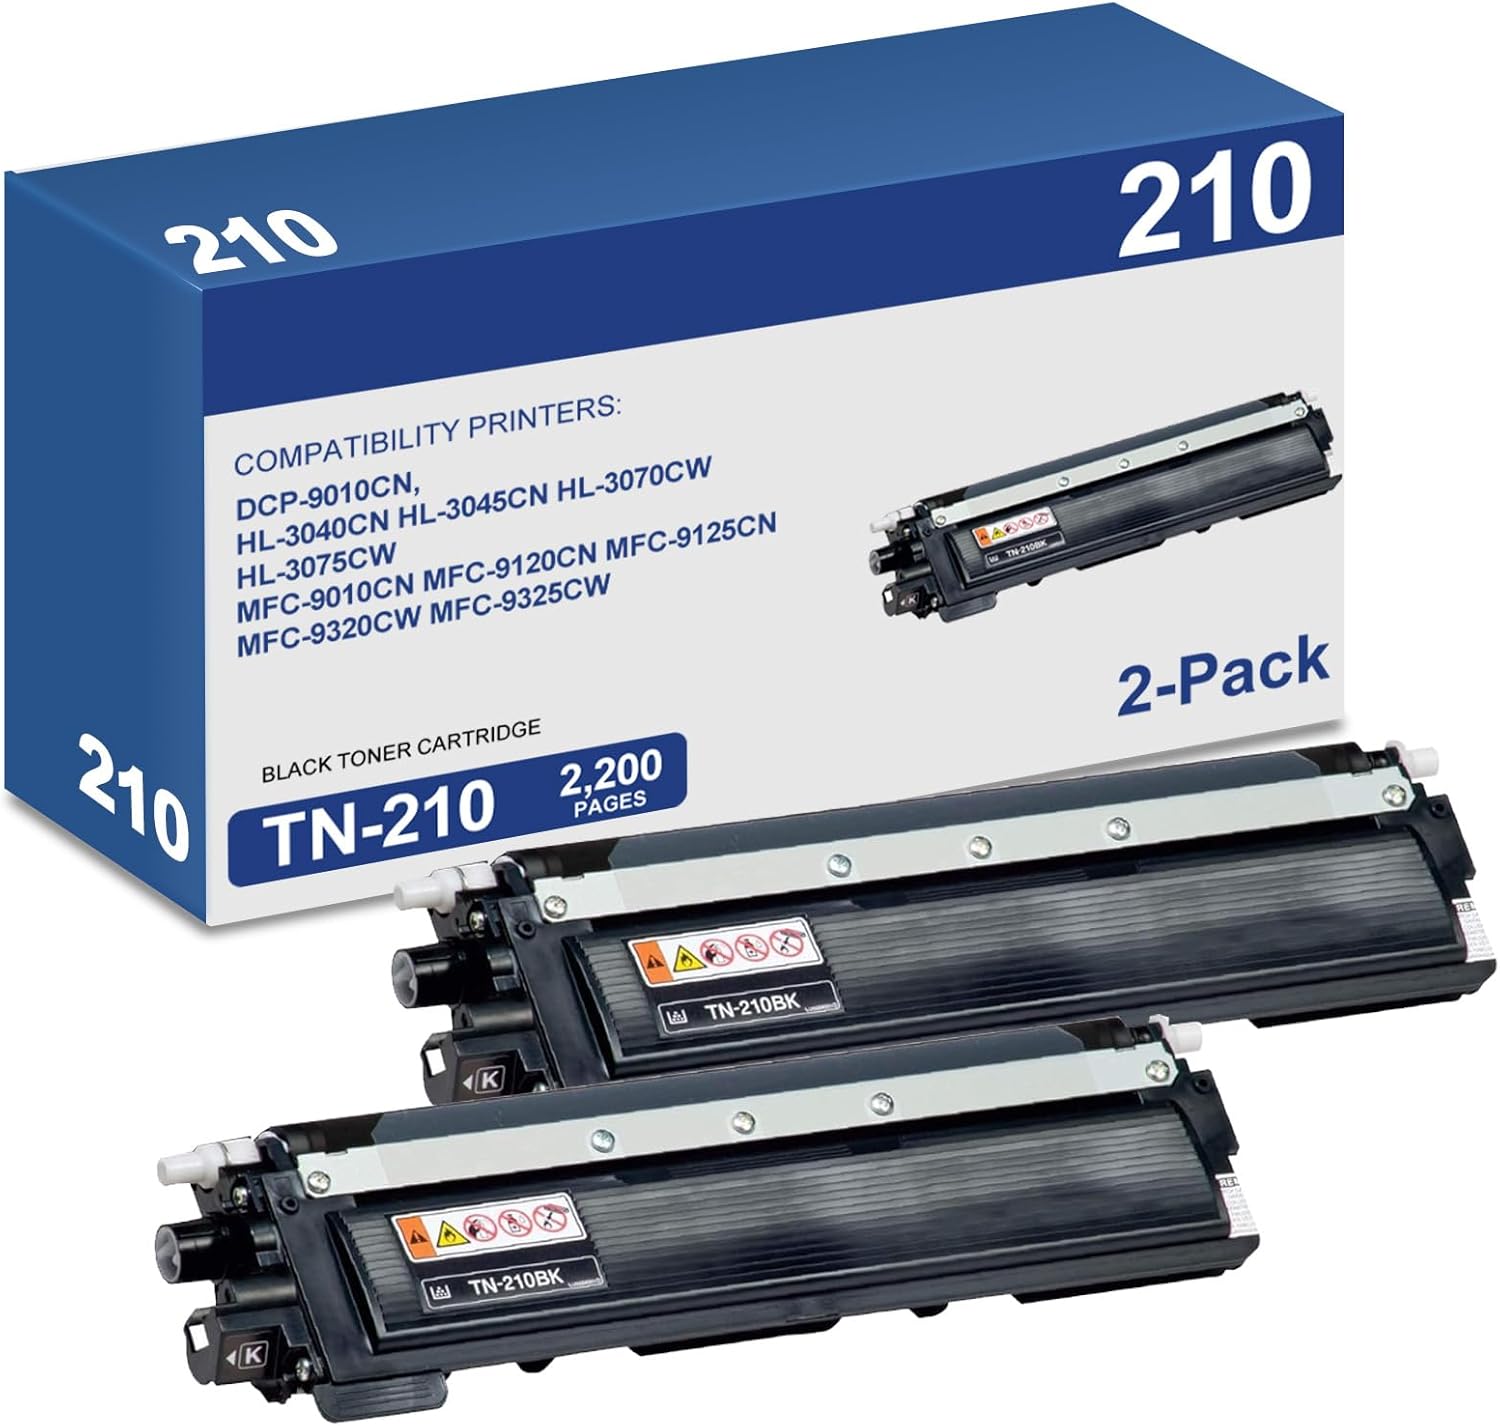 210
210
COMPATIBILITY PRINTERS:
DCP-9010CN,
HL-3040CN HL-3045CN HL-3070CW
HL-3075CW
MFC-9010CN MFC-9120CN MFC-9125CN
MFC-9320CW MFC-9325CW
TN-210BK
K
2-Pack
BLACK TONER CARTRIDGE
TN-210
2,200
PAGES
210
TN-210BK
K
TN-210BK
K